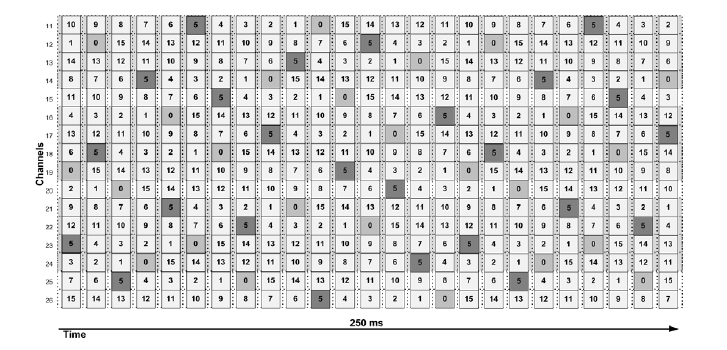 Channels
11 10 9 8 7 6 5 4 3 2 1 0 15 14 13 12 11 10 9 8 7 6 5 4 3 2
12 1 0 15 14 13 12 11 10 9 8 7 6 5 4 3 2 1 0 15 14 13 12 11 10 9
13 14 13 12 11 10 9 8 7 6 5 4 3 2 1 0 15 14 13 12 11 10 9 8 7 6
14 8 7 6 5 4 3 2 1 0 15 14 13 12 11 10 9 8 7 6 5 4 3 2 1 0
15 11 10 9 8 7 6 5 4 3 2 1 0 15 14 13 12 11 10 9 8 7 6 5 4 3
16 4 3 2 1 0 15 14 13 12 11 10 9 8 7 6 5 4 3 2 1 0 15 14 13 12
17 13 12 11 10 9 8 7 6 5 4 3 2 1 0 15 14 13 12 11 10 9 8 7 6 5
18 6 5 4 3 2 1 0 15 14 13 12 11 10 9 8 7 6 5 4 3 2 1 0 15 14
19 0 15 14 13 12 11 10 9 8 7 6 5 4 3 2 1 0 15 14 13 12 11 10 9 8
20 2 1 0 15 14 13 12 11 10 9 8 7 6 5 4 3 2 1 0 15 14 13 12 11 10
21 9 8 7 6 5 4 3 2 1 0 15 14 13 12 11 10 9 8 7 6 5 4 3 2 1
22 12 11 10 9 8 7 6 5 4 3 2 1 0 15 14 13 12 11 10 9 8 7 6 5 4
23 5 4 3 2 1 0 15 14 13 12 11 10 9 8 7 6 5 4 3 2 1 0 15 14 13
24 3 2 1 0 15 14 13 12 11 10 9 8 7 6 5 4 3 2 1 0 15 14 13 12 11
25 7 6 5 4 3 2 1 0 15 14 13 12 11 10 9 8 7 6 5 4 3 2 1 0 15
26 15 14 13 12 11 10 9 8 7 6 5 4 3 2 1 0 15 14 13 12 11 10 9 8 7
250 ms
Time